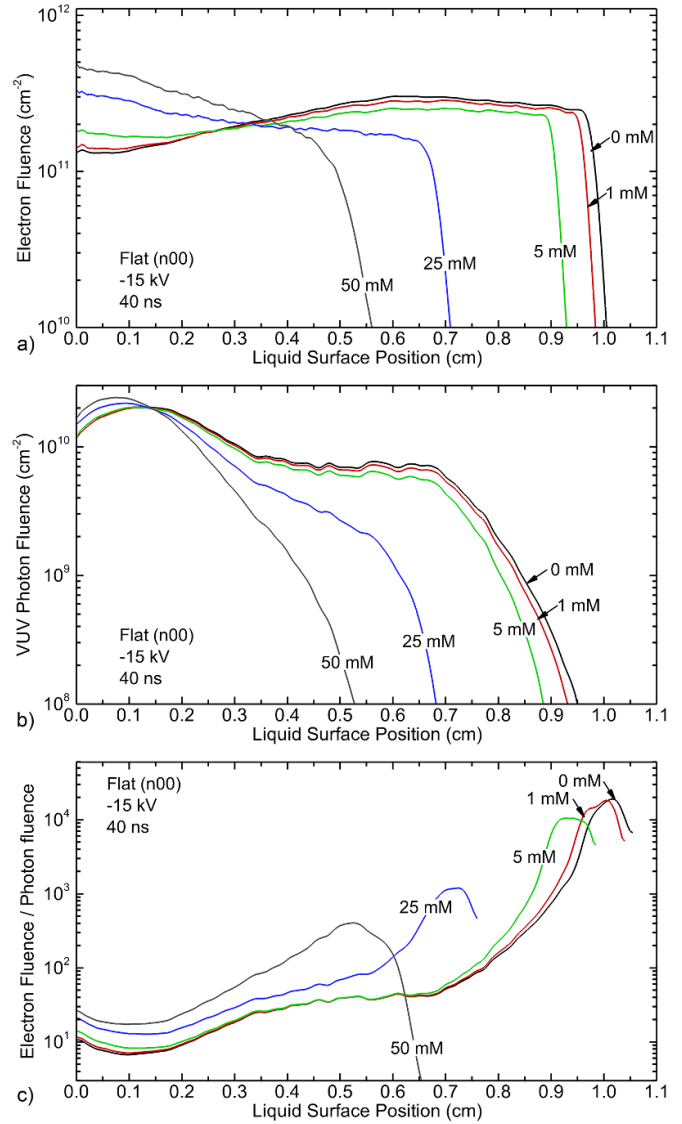 10^12
0 mM
1 mM
10^11
Electron Fluence (cm^-2)
Flat (n00)
-15 kV
40 ns
50 mM
25 mM
5 mM
10^10
0.0 0.1 0.2 0.3 0.4 0.5 0.6 0.7 0.8 0.9 1.0 1.1
a)
Liquid Surface Position (cm)
10^10
VUV Photon Fluence (cm^-2)
10^9
0 mM
1 mM
5 mM
25 mM
50 mM
Flat (n00)
-15 kV
40 ns
10^8
0.0 0.1 0.2 0.3 0.4 0.5 0.6 0.7 0.8 0.9 1.0 1.1
b)
Liquid Surface Position (cm)
Flat (n00)
-15 kV
40 ns
0 mM
1 mM
10^4
5 mM
10^3
25 mM
Electron Fluence / Photon fluence
10^2
10^1
50 mM
0.0 0.1 0.2 0.3 0.4 0.5 0.6 0.7 0.8 0.9 1.0 1.1
c)
Liquid Surface Position (cm)